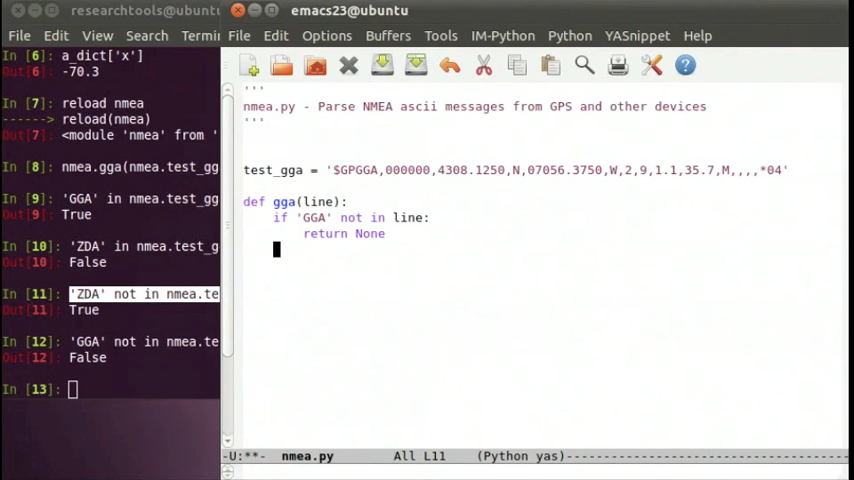 researchtools@ubuntu
File Edit View Search Termin
In [6]: a_dict['x']
Out[6]: -70.3
In [7]: reload nmea
------> reload(nmea)
Out[7]: <module 'nmea' from '
In [8]: nmea.gga(nmea.test_gg
In [9]: 'GGA' in nmea.test_gg
Out[9]: True
In [10]: 'ZDA' in nmea.test_g
Out[10]: False
In [11]: 'ZDA' not in nmea.te
Out[11]: True
In [12]: 'GGA' not in nmea.te
Out[12]: False
In [13]:
emacs23@ubuntu
File Edit Options Buffers Tools IM-Python Python YASnippet Help
'''
nmea.py - Parse NMEA ascii messages from GPS and other devices
'''
test_gga = '$GPGGA,000000,4308.1250,N,07056.3750,W,2,9,1.1,35.7,M,,,,*04'
def gga(line):
if 'GGA' not in line:
return None
-U:**- nmea.py All L11 (Python yas)